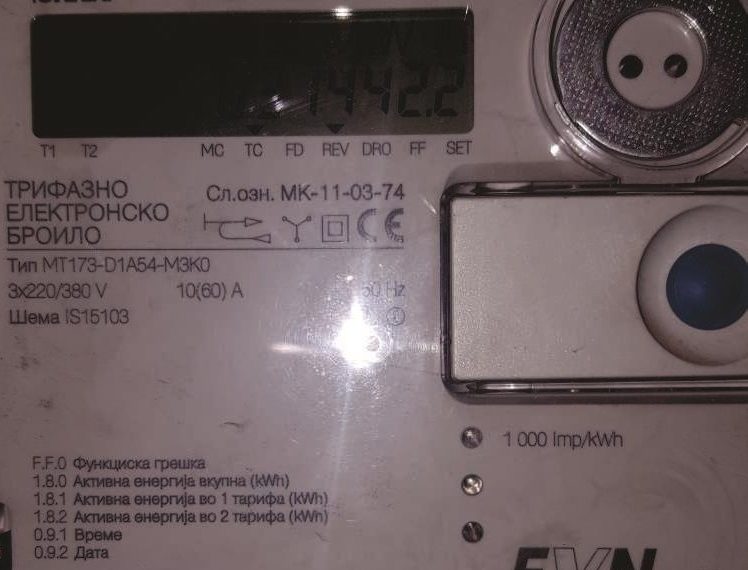 T1 T2 MC TC FD REV DRO FF SET
ТРИФАЗНО
ЕЛЕКТРОНСКО
БРОИЛО
Сл.озн. МК-11-03-74
Тип MT173-D1A54-M3K0
3x220/380 V 10(60) A 50 Hz
Шема IS15103
1 000 imp/kWh
F.F.0 Функциска грешка
1.8.0 Активна енергија вкупна (kWh)
1.8.1 Активна енергија во 1 тарифа (kWh)
1.8.2 Активна енергија во 2 тарифа (kWh)
0.9.1 Време
0.9.2 Дата
EVN